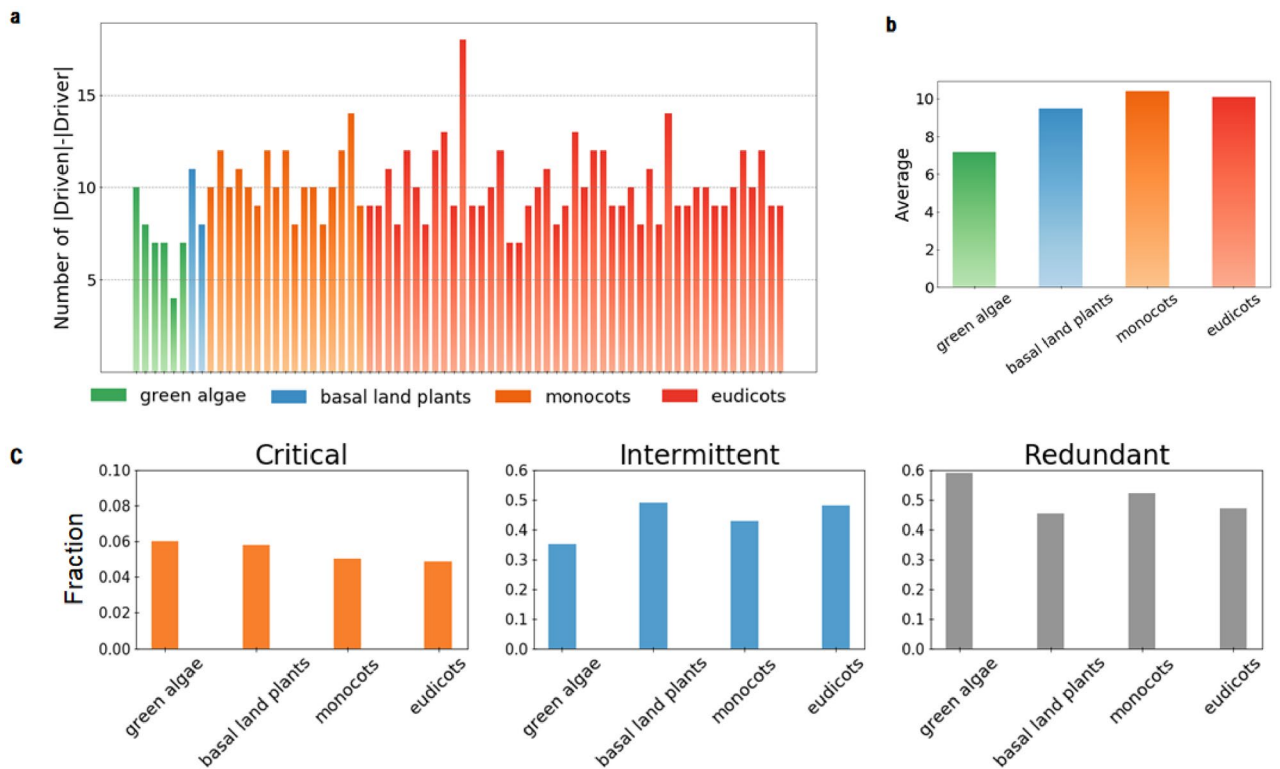 a
Number of |Driven|-|Driver|
15
10
5
green algae
basal land plants
monocots
eudicots
b
Average
10
8
6
4
2
0
green algae
basal land plants
monocots
eudicots
c
Fraction
Critical
0.10
0.08
0.06
0.04
0.02
0.00
green algae
basal land plants
monocots
eudicots
Intermittent
0.6
0.5
0.4
0.3
0.2
0.1
0.0
green algae
basal land plants
monocots
eudicots
Redundant
0.6
0.5
0.4
0.3
0.2
0.1
0.0
green algae
basal land plants
monocots
eudicots